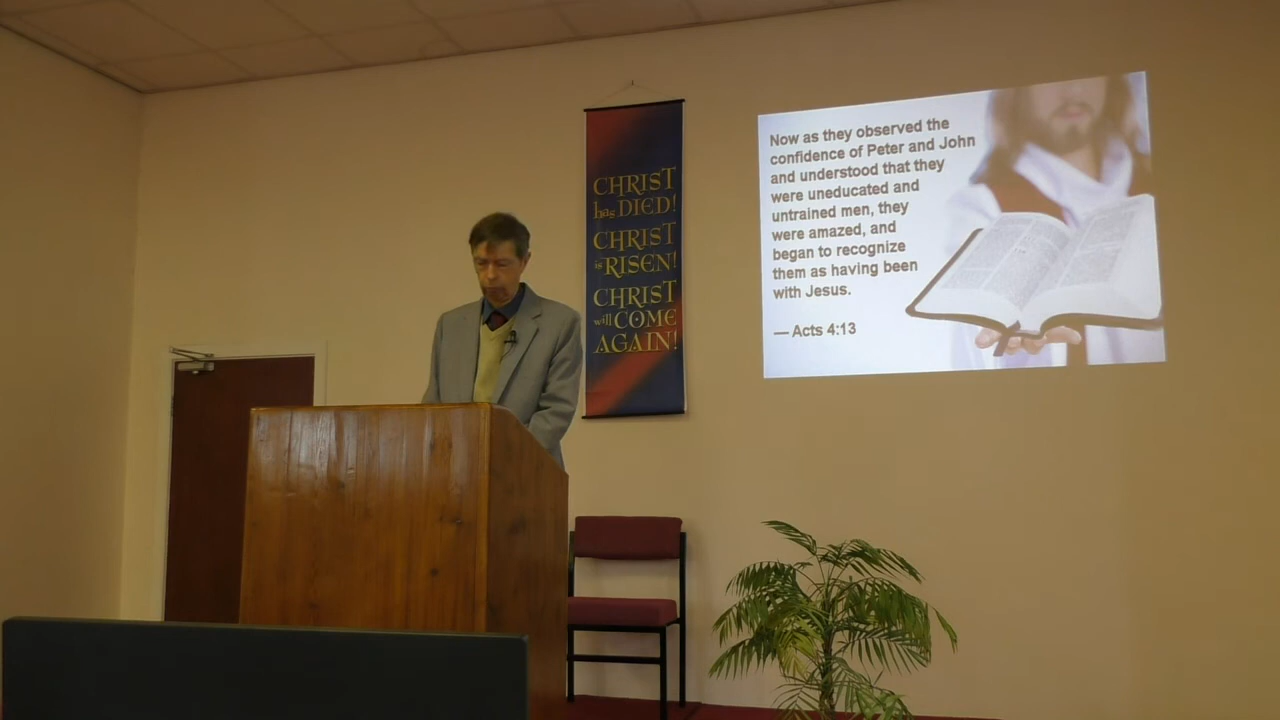 CHRIST
has DIED!
CHRIST
is RISEN!
CHRIST
will COME
AGAIN!
Now as they observed the
confidence of Peter and John
and understood that they
were uneducated and
untrained men, they
were amazed, and
began to recognize
them as having been
with Jesus.
— Acts 4:13